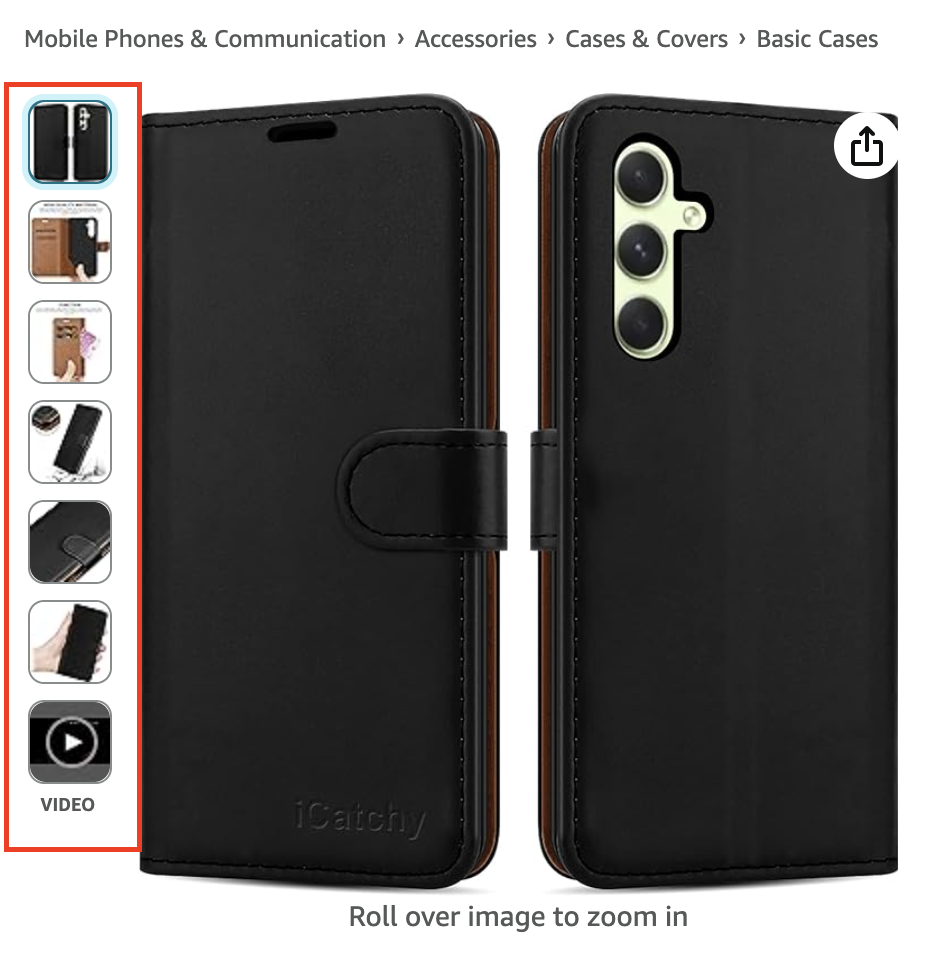 Mobile Phones & Communication › Accessories › Cases & Covers › Basic Cases
VIDEO
iCatchy
Roll over image to zoom in